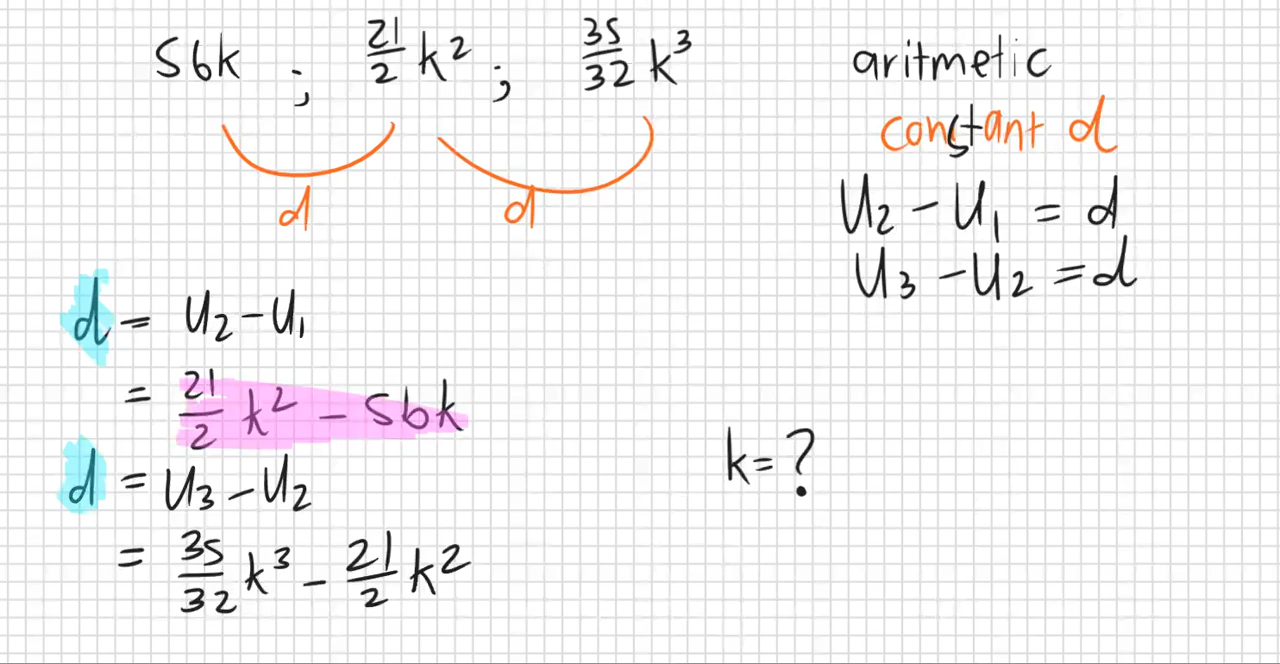 56k ; 21/2 k² ; 35/32 k³
aritmetic
constant d
d d
U₂ - U₁ = d
U₃ - U₂ = d
d = U₂ - U₁
= 21/2 k² - 56k
k = ?
d = U₃ - U₂
= 35/32 k³ - 21/2 k²